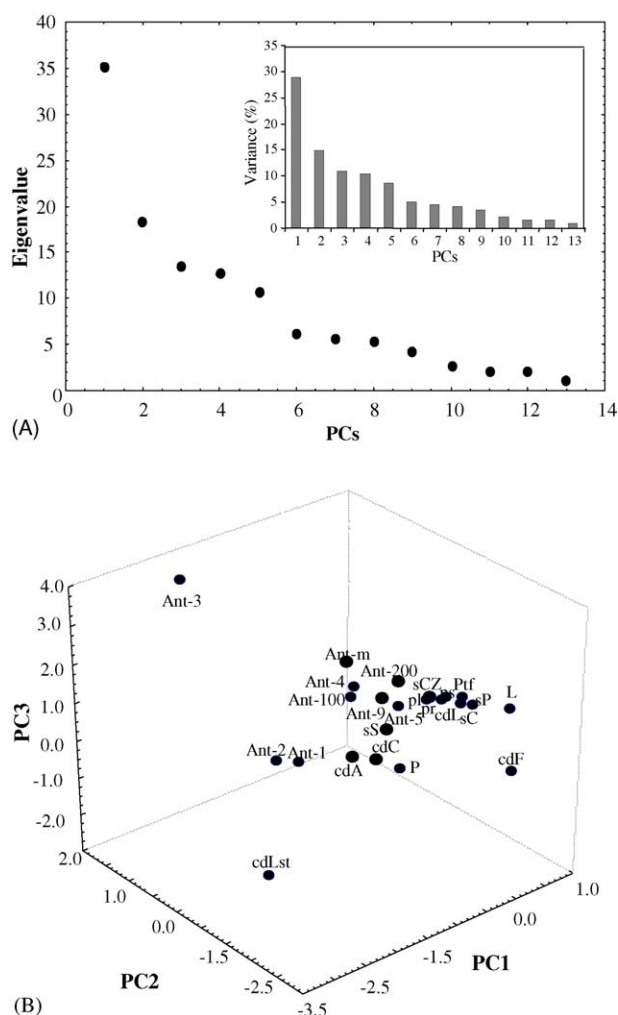 40
35
30
25
20
15
10
5
0
Eigenvalue
0 2 4 6 8 10 12 14
PCs
35
30
25
20
15
10
5
0
Variance (%)
1 2 3 4 5 6 7 8 9 10 11 12 13
PCs
(A)
4.0
3.0
2.0
1.0
0.0
-1.0
-2.0
PC3
Ant-3
Ant-m
Ant-4 Ant-200
Ant-100
sCZ Ptf
sP L
Ant-9 Ant-5 pr cdL sC
sS
Ant-2 Ant-1
cdA cdC P cdF
cdLst
2.0
1.0
0.0
-1.5
-2.5
-3.5
PC2
-2.5
-1.5
0.0
1.0
PC1
(B)